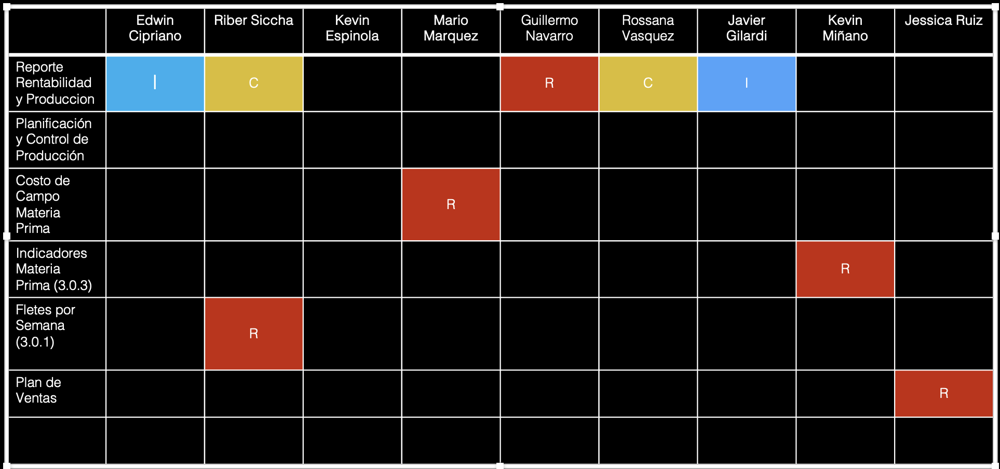 Edwin Cipriano
Riber Siccha
Kevin Espinola
Mario Marquez
Guillermo Navarro
Rossana Vasquez
Javier Gilardi
Kevin Miñano
Jessica Ruiz
Reporte
Rentabilidad
y Produccion
I
C
R
C
I
Planificación
y Control de
Producción
Costo de
Campo
Materia
Prima
R
Indicadores
Materia
Prima (3.0.3)
R
Fletes por
Semana
(3.0.1)
R
Plan de
Ventas
R